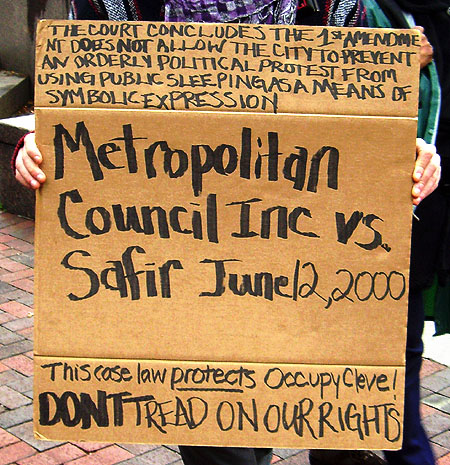 THE COURT CONCLUDES THE 1ST AMENDME
NT DOES NOT ALLOW THE CITY TO PREVENT
AN ORDERLY POLITICAL PROTEST FROM
USING PUBLIC SLEEPING AS A MEANS OF
SYMBOLIC EXPRESSION
Metropolitan
Council Inc vs.
Safir June 12, 2000
This case law protects Occupy Clevel
DONT TREAD ON OUR RIGHTS